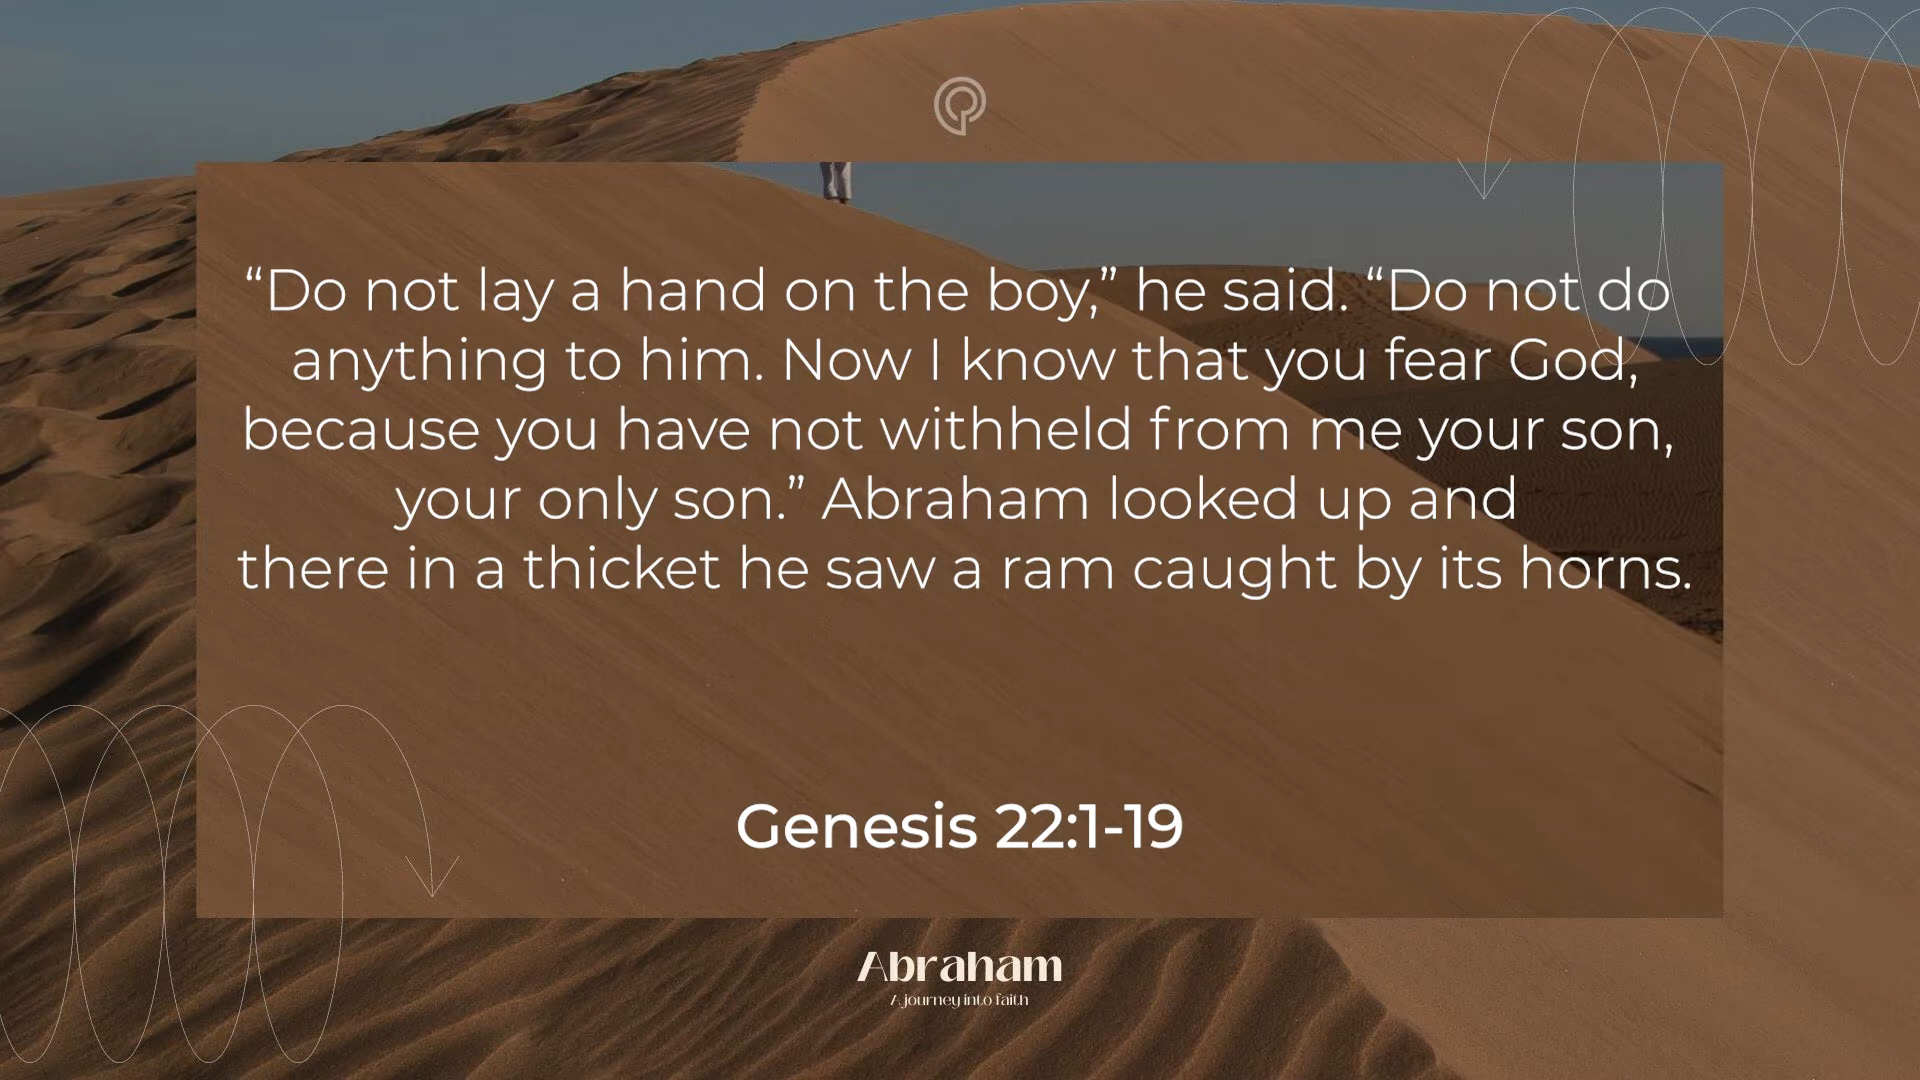 “Do not lay a hand on the boy,” he said. “Do not do
anything to him. Now I know that you fear God,
because you have not withheld from me your son,
your only son.” Abraham looked up and
there in a thicket he saw a ram caught by its horns.
Genesis 22:1-19
Abraham
A journey into faith